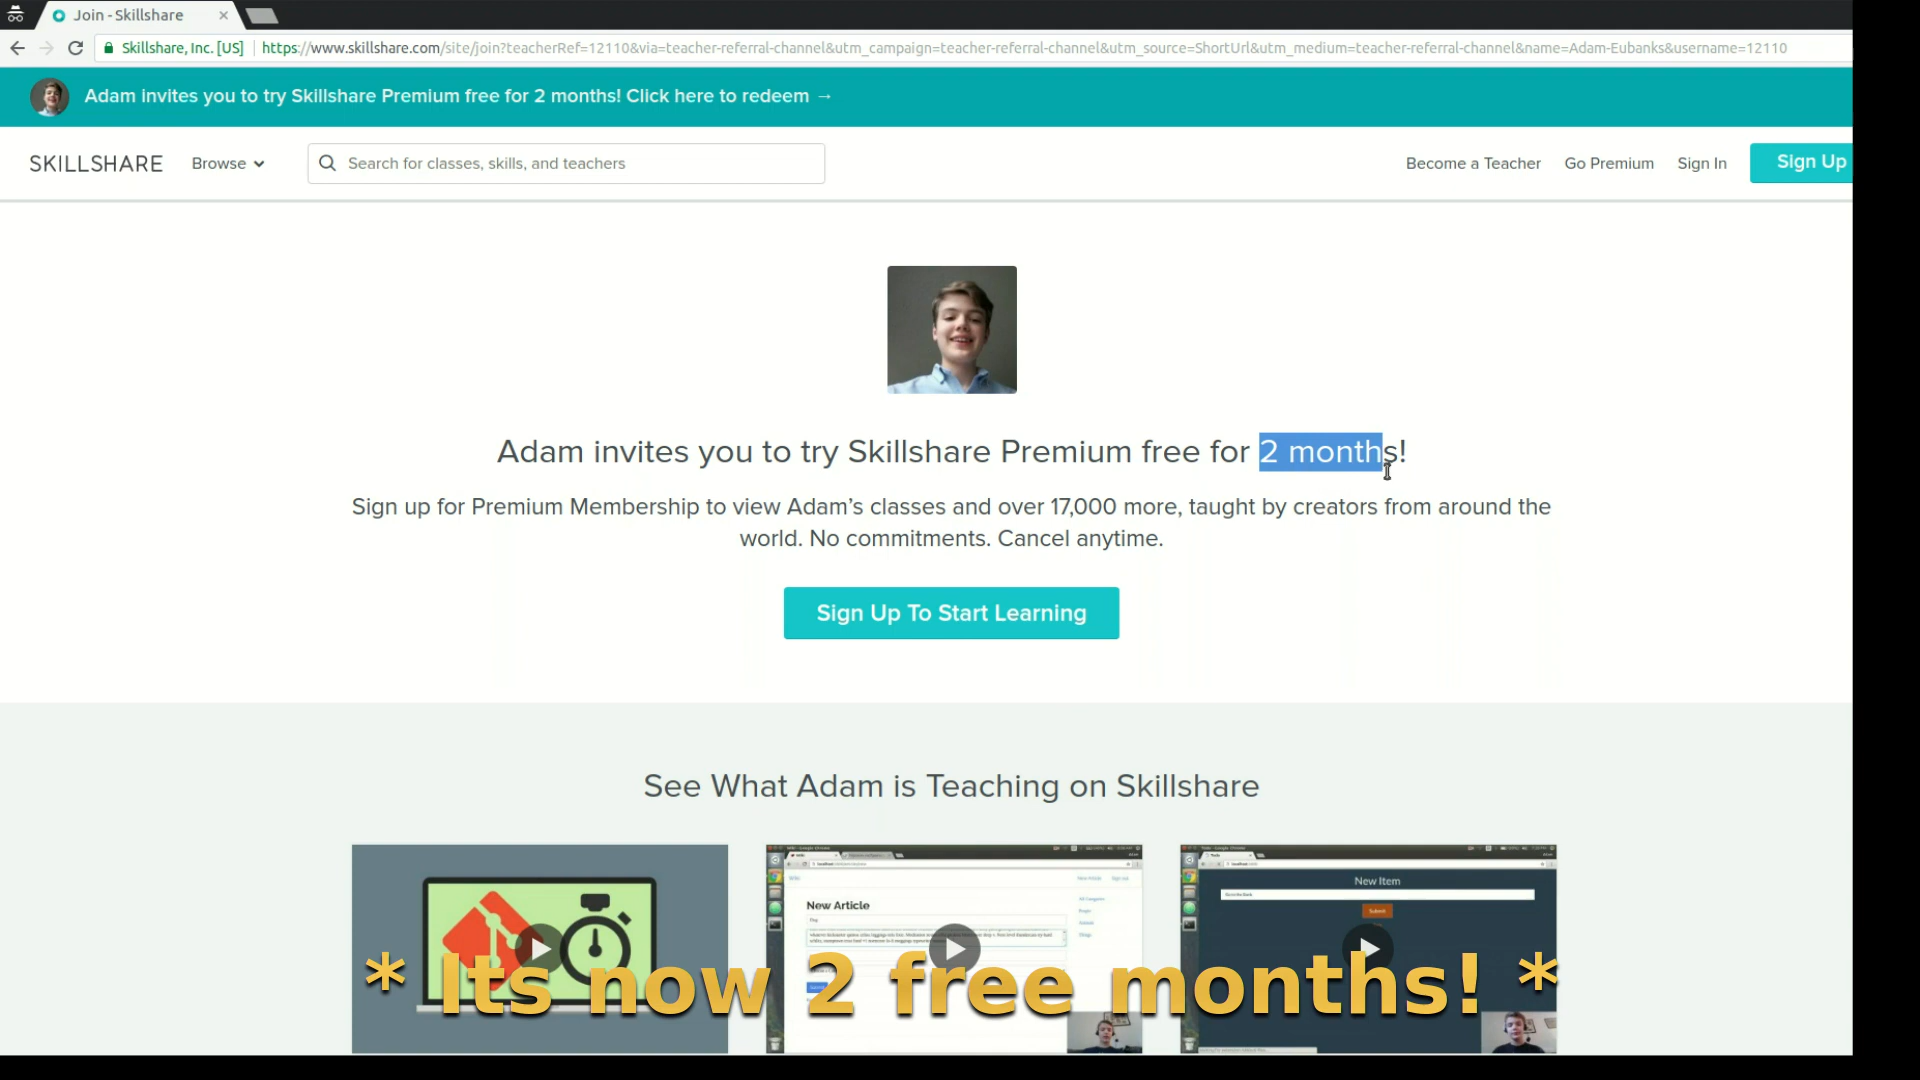 Join - Skillshare
Skillshare, Inc. [US]
https://www.skillshare.com/site/join?teacherRef=12110&via=teacher-referral-channel&utm_campaign=teacher-referral-channel&utm_source=ShortUrl&utm_medium=teacher-referral-channel&name=Adam-Eubanks&username=12110
Adam invites you to try Skillshare Premium free for 2 months! Click here to redeem →
SKILLSHARE
Browse
Search for classes, skills, and teachers
Become a Teacher
Go Premium
Sign In
Sign Up
Adam invites you to try Skillshare Premium free for 2 months!
Sign up for Premium Membership to view Adam's classes and over 17,000 more, taught by creators from around the
world. No commitments. Cancel anytime.
Sign Up To Start Learning
See What Adam is Teaching on Skillshare
New Article
New Item
Submit
* Its now 2 free months! *